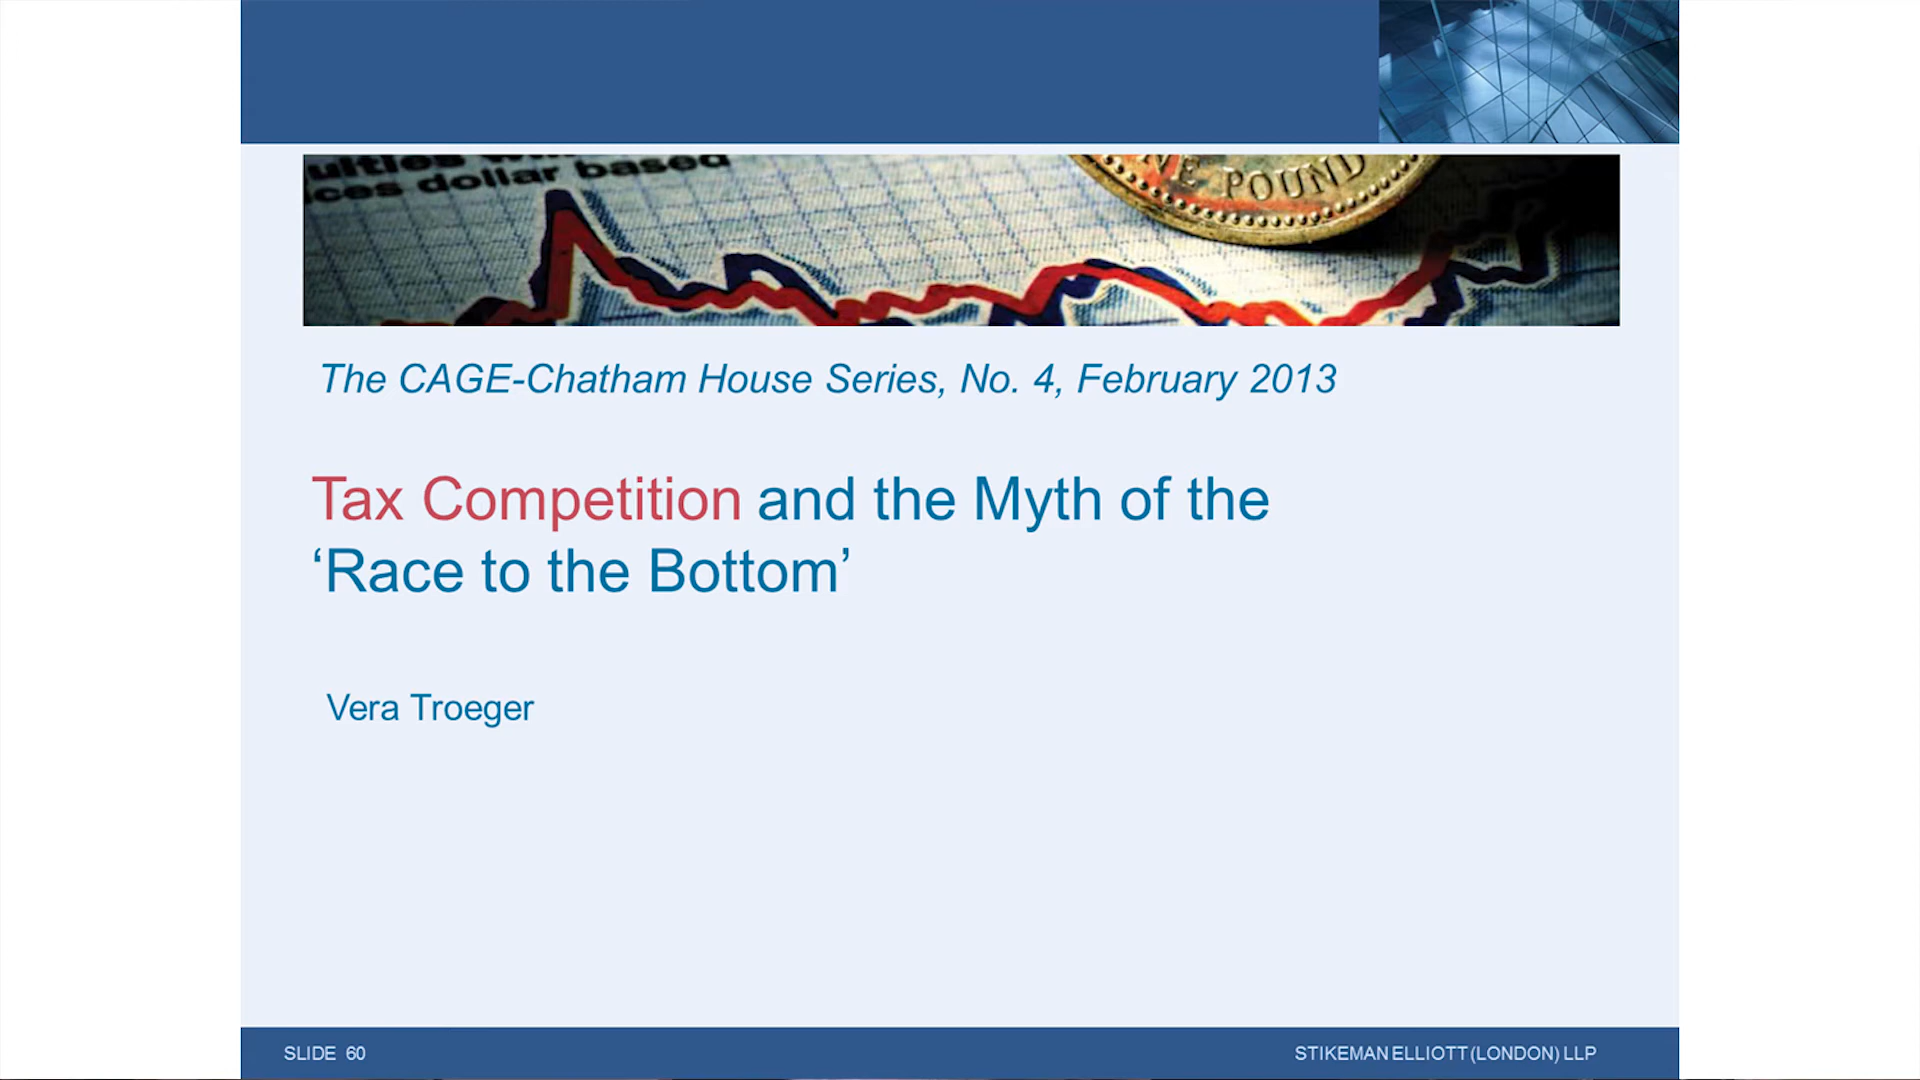 dollar based
POUND
The CAGE-Chatham House Series, No. 4, February 2013
Tax Competition and the Myth of the
‘Race to the Bottom’
Vera Troeger
SLIDE 60
STIKEMAN ELLIOTT (LONDON) LLP